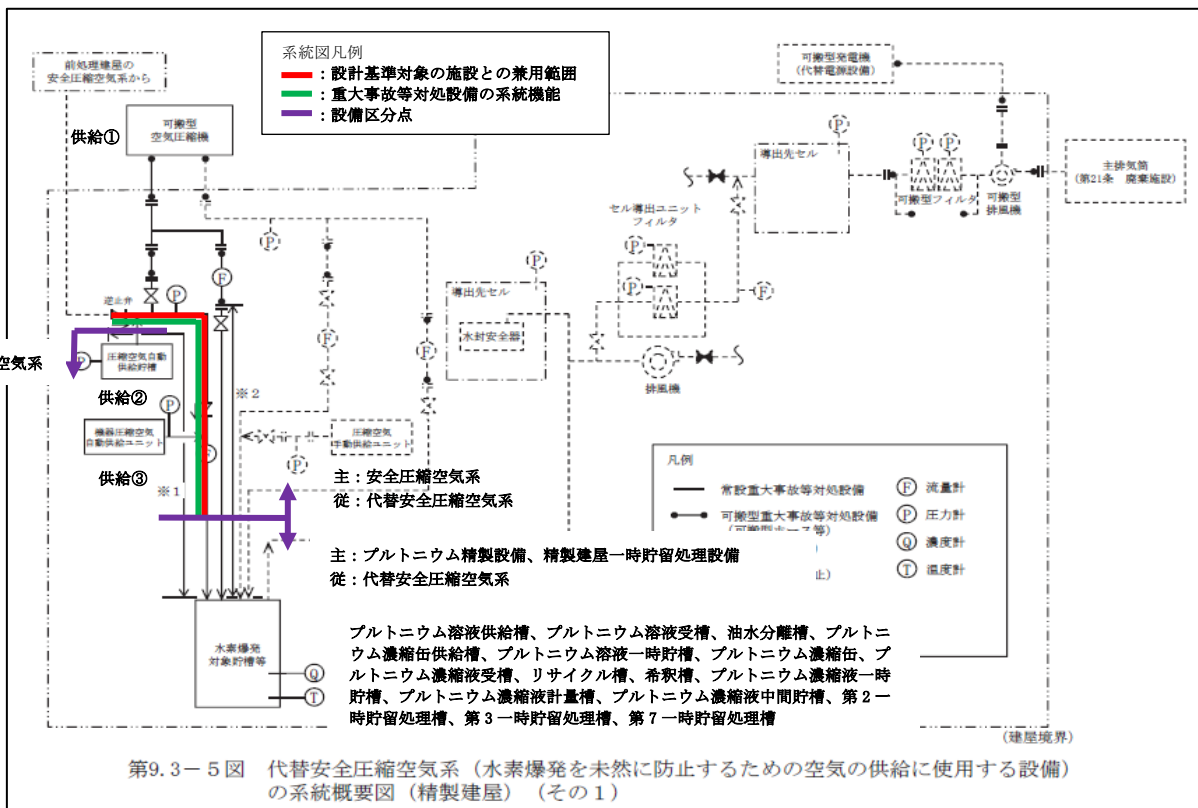 前処理建屋の
安全圧縮空気系から
系統図凡例
：設計基準対象の施設との兼用範囲
：重大事故等対処設備の系統機能
：設備区分点
可搬型発電機
(代替電源設備)
供給①
可搬型
空気圧縮機
P
導出先セル
P
P
主排気筒
(第21条　廃棄施設)
可搬型フィルタ
可搬型
排風機
セル導出ユニット
フィルタ
P
P
P
F
P
F
導出先セル
水封安全器
排風機
逆止弁
P
空気系
P
圧縮空気自動
供給貯槽
F
F
供給②
※2
P
機器圧縮空気
自動供給ユニット
F
圧縮空気
手動供給ユニット
P
供給③
※1
主：安全圧縮空気系
従：代替安全圧縮空気系
主：プルトニウム精製設備、精製建屋一時貯留処理設備
従：代替安全圧縮空気系
凡例
常設重大事故等対処設備
可搬型重大事故等対処設備
(可搬型ホース等)
)
止)
F 流量計
P 圧力計
Q 濃度計
T 温度計
水素爆発
対象貯槽等
Q
T
プルトニウム溶液供給槽、プルトニウム溶液受槽、油水分離槽、プルトニ
ウム濃縮缶供給槽、プルトニウム溶液一時貯槽、プルトニウム濃縮缶、プ
ルトニウム濃縮液受槽、リサイクル槽、希釈槽、プルトニウム濃縮液一時
貯槽、プルトニウム濃縮液計量槽、プルトニウム濃縮液中間貯槽、第２一
時貯留処理槽、第３一時貯留処理槽、第７一時貯留処理槽
(建屋境界)
第9.3－5図　代替安全圧縮空気系（水素爆発を未然に防止するための空気の供給に使用する設備）
の系統概要図（精製建屋）（その１）